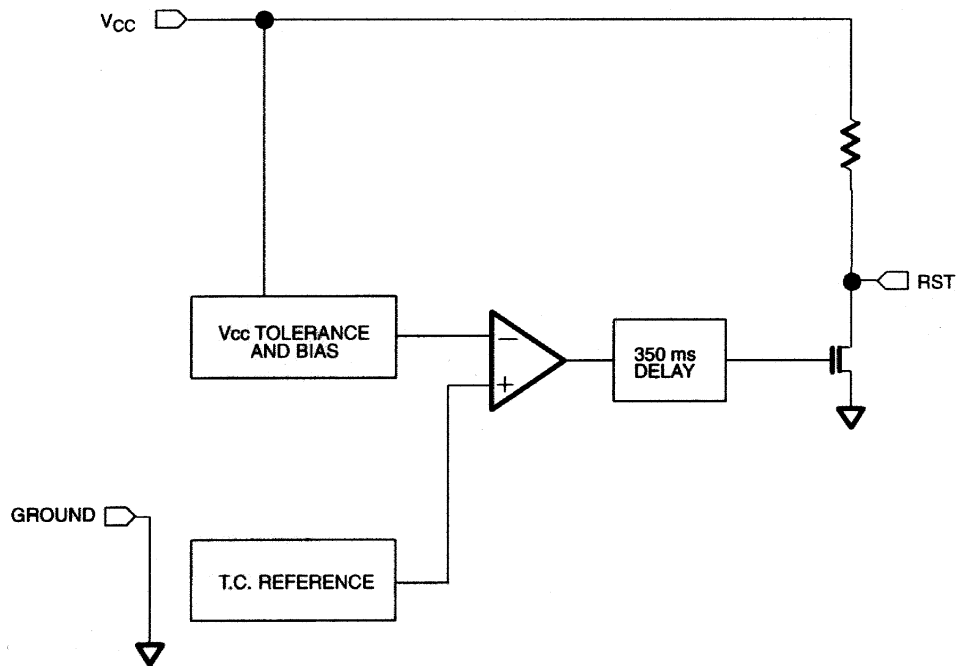 VCC
RST
Vcc TOLERANCE
AND BIAS
−
+
350 ms
DELAY
GROUND
T.C. REFERENCE